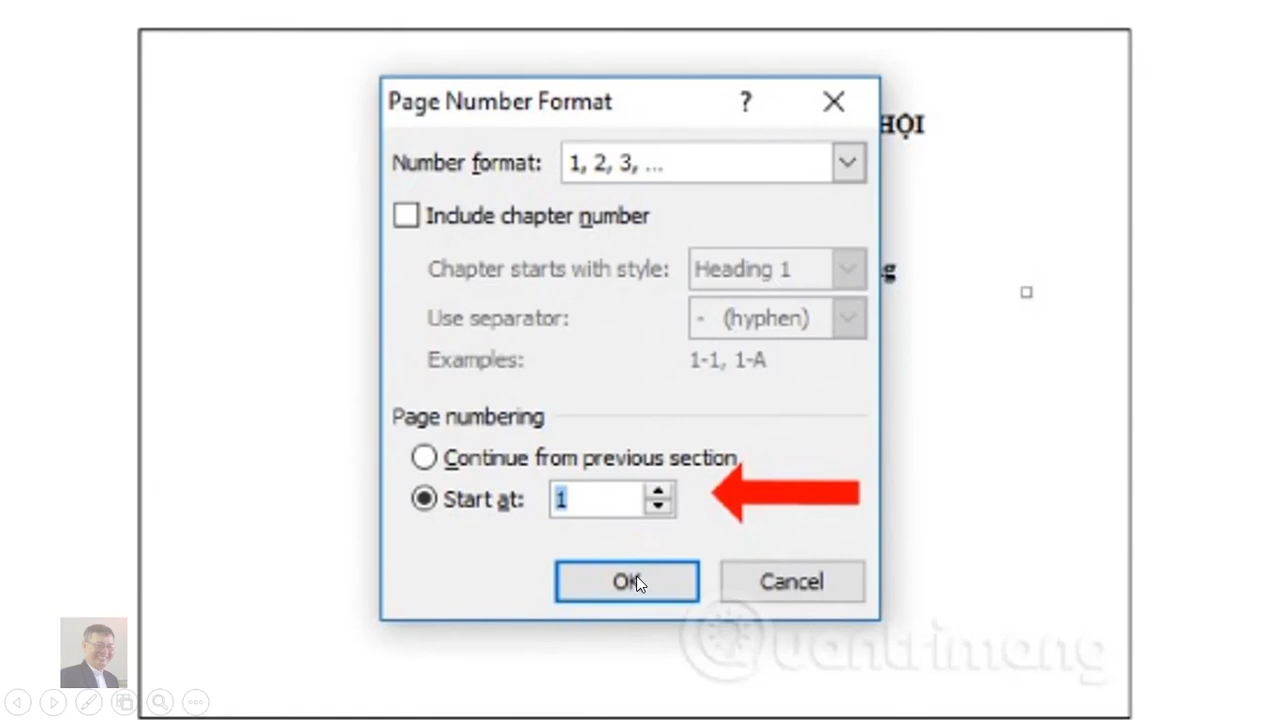 Page Number Format ? ×
HỘI
Number format: 1, 2, 3, ...
Include chapter number
Chapter starts with style: Heading 1
g
Use separator: - (hyphen)
Examples: 1-1, 1-A
Page numbering
Continue from previous section
Start at: 1
OK Cancel
uantrimang